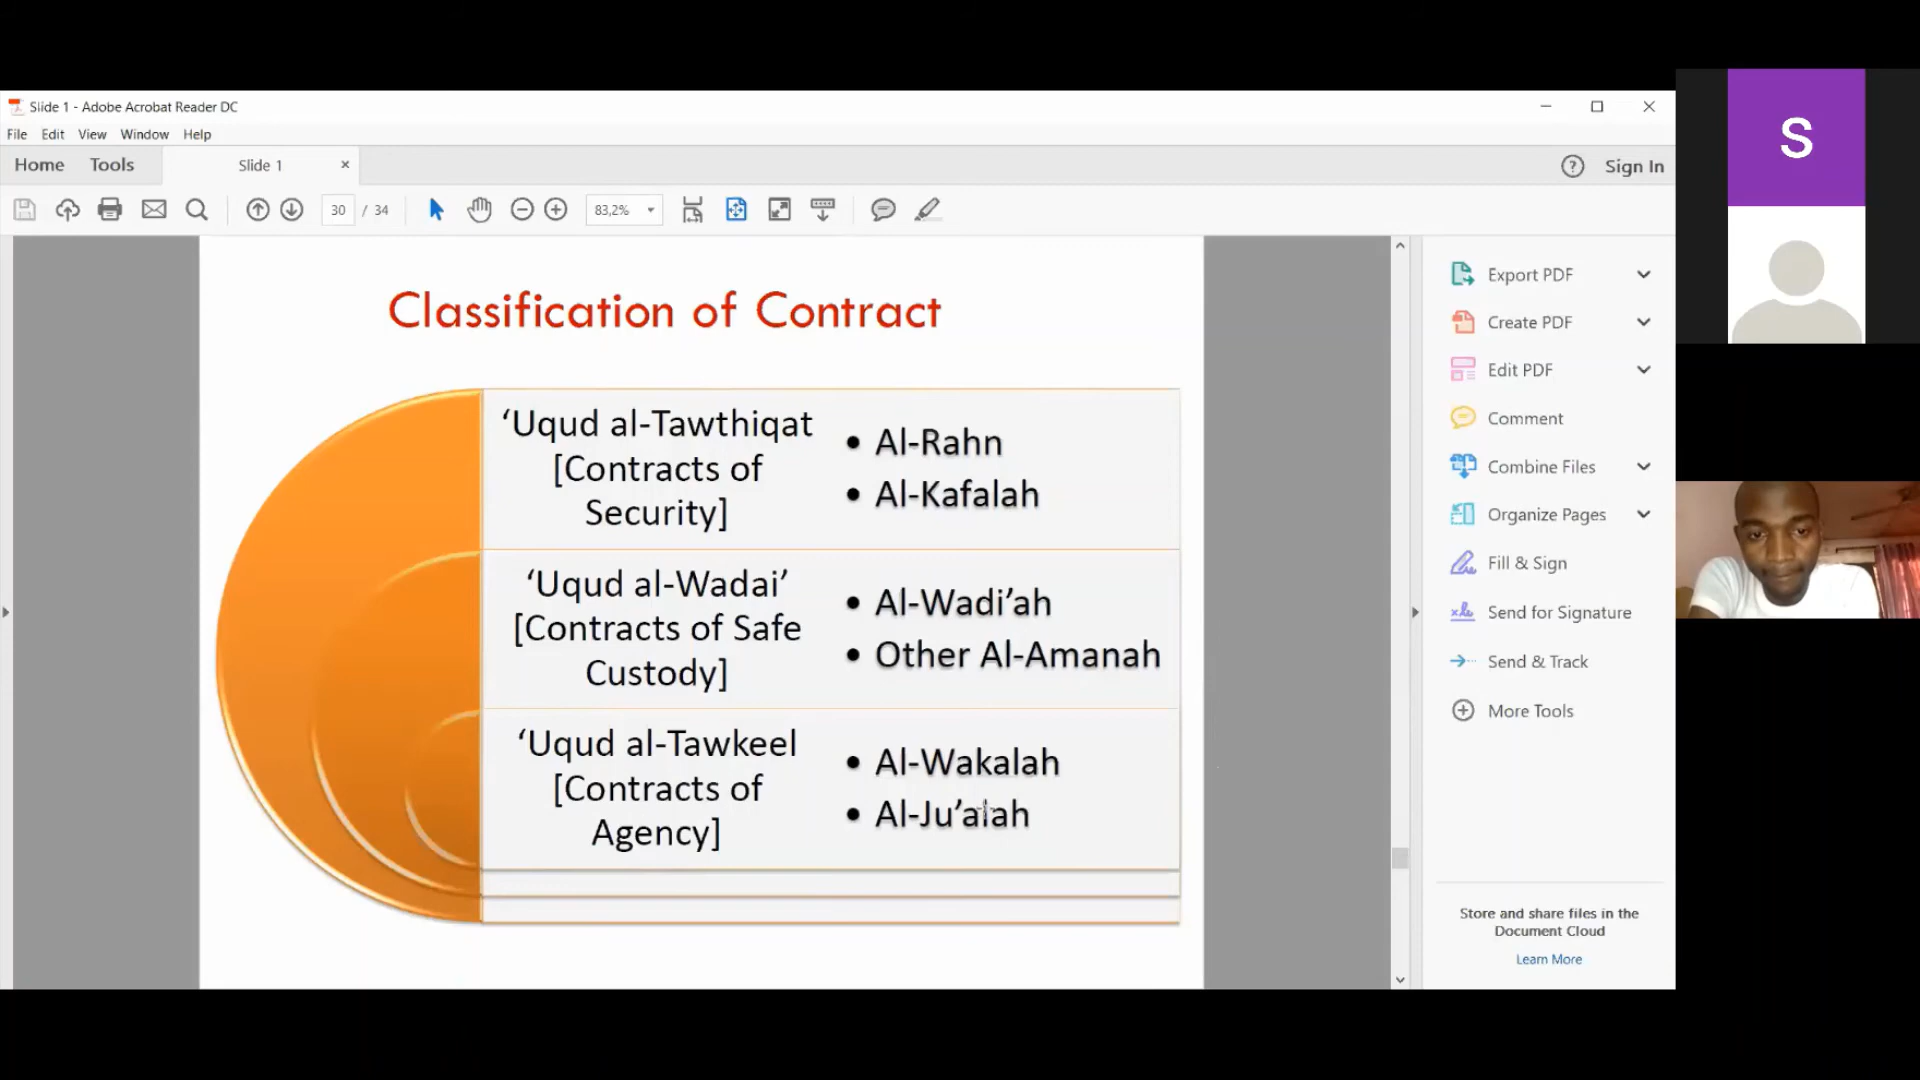 Slide 1 - Adobe Acrobat Reader DC
File Edit View Window Help
Home Tools Slide 1 Sign In
30 / 34 83,2%
S
Classification of Contract
‘Uqud al-Tawthiqat
[Contracts of
Security]
• Al-Rahn
• Al-Kafalah
‘Uqud al-Wadai’
[Contracts of Safe
Custody]
• Al-Wadi’ah
• Other Al-Amanah
‘Uqud al-Tawkeel
[Contracts of
Agency]
• Al-Wakalah
• Al-Ju’alah
Export PDF
Create PDF
Edit PDF
Comment
Combine Files
Organize Pages
Fill & Sign
Send for Signature
Send & Track
More Tools
Store and share files in the
Document Cloud
Learn More